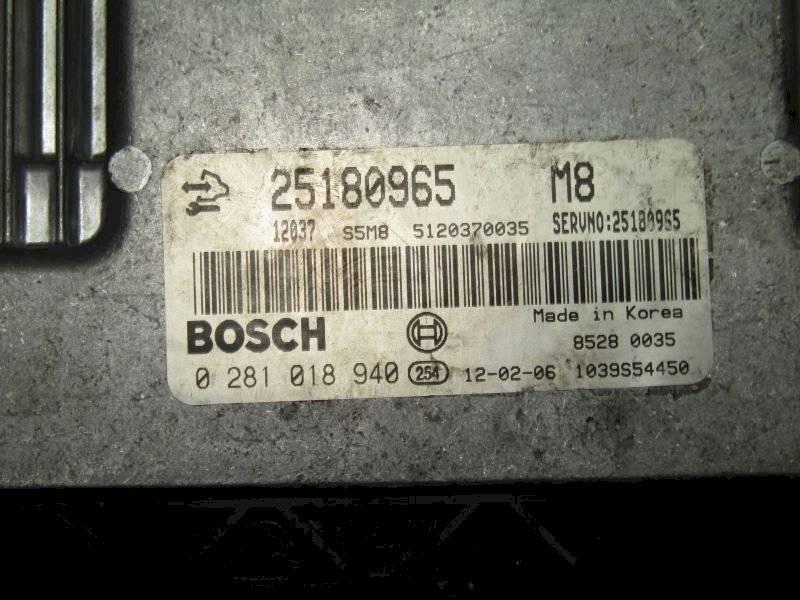 25180965 M8
12037 S5M8 5120370035 SERVNO:25180965
Made in Korea
BOSCH
8528 0035
0 281 018 940 254 12-02-06 1039S54450